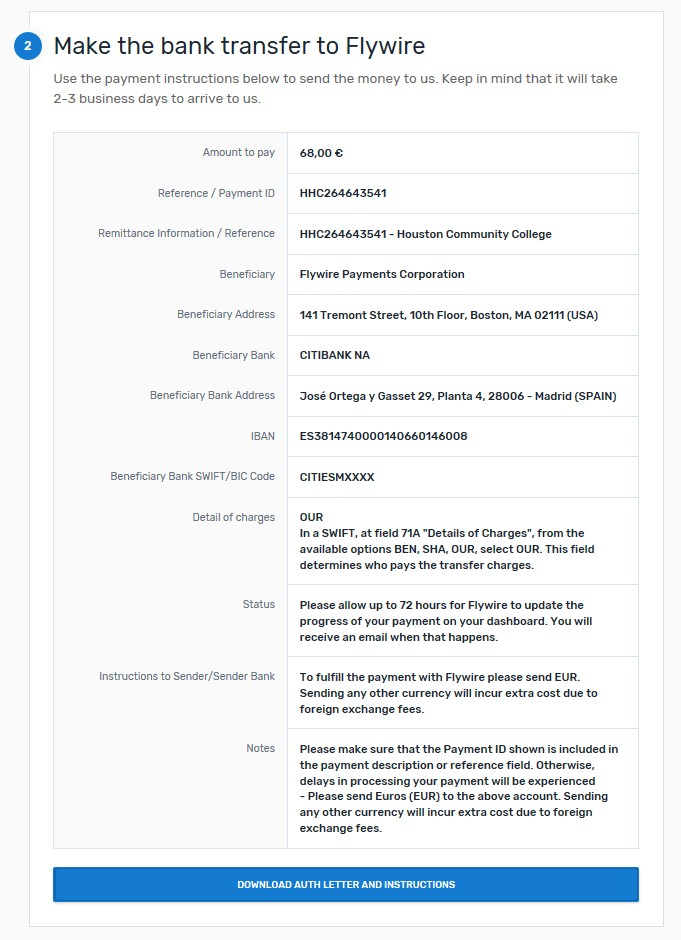 2
Make the bank transfer to Flywire
Use the payment instructions below to send the money to us. Keep in mind that it will take
2-3 business days to arrive to us.
Amount to pay 68,00 €
Reference / Payment ID HHC264643541
Remittance Information / Reference HHC264643541 - Houston Community College
Beneficiary Flywire Payments Corporation
Beneficiary Address 141 Tremont Street, 10th Floor, Boston, MA 02111 (USA)
Beneficiary Bank CITIBANK NA
Beneficiary Bank Address José Ortega y Gasset 29, Planta 4, 28006 - Madrid (SPAIN)
IBAN ES3814740000140660146008
Beneficiary Bank SWIFT/BIC Code CITIESMXXXX
Detail of charges OUR
In a SWIFT, at field 71A "Details of Charges", from the
available options BEN, SHA, OUR, select OUR. This field
determines who pays the transfer charges.
Status Please allow up to 72 hours for Flywire to update the
progress of your payment on your dashboard. You will
receive an email when that happens.
Instructions to Sender/Sender Bank To fulfill the payment with Flywire please send EUR.
Sending any other currency will incur extra cost due to
foreign exchange fees.
Notes Please make sure that the Payment ID shown is included in
the payment description or reference field. Otherwise,
delays in processing your payment will be experienced
- Please send Euros (EUR) to the above account. Sending
any other currency will incur extra cost due to foreign
exchange fees.
DOWNLOAD AUTH LETTER AND INSTRUCTIONS